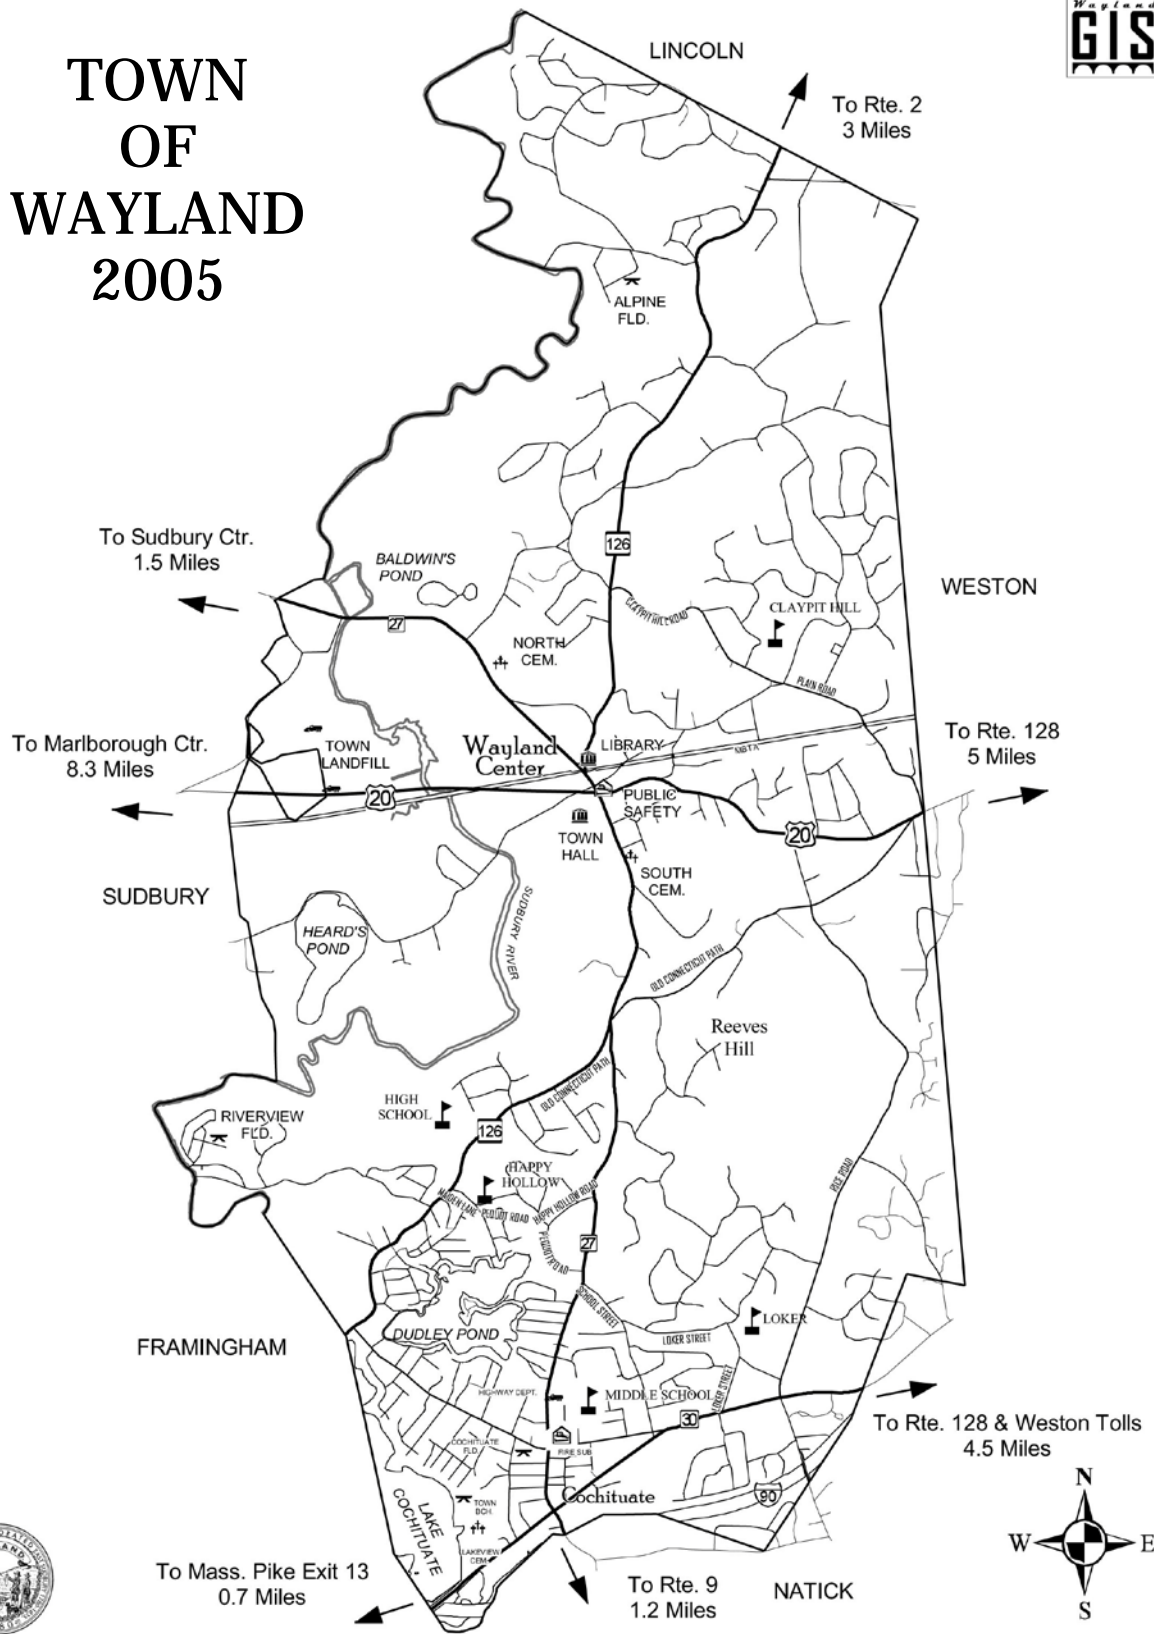 TOWN
OF
WAYLAND
2005
Wayland
GIS
LINCOLN
To Rte. 2
3 Miles
ALPINE
FLD.
To Sudbury Ctr.
1.5 Miles
BALDWIN'S
POND
126
WESTON
CLAYPIT HILL ROAD
CLAYPIT HILL
27
NORTH
CEM.
PLAIN ROAD
To Marlborough Ctr.
8.3 Miles
TOWN
LANDFILL
Wayland
Center
LIBRARY
MBTA
To Rte. 128
5 Miles
20
PUBLIC
SAFETY
20
TOWN
HALL
SOUTH
CEM.
SUDBURY
HEARD'S
POND
SUDBURY RIVER
OLD CONNECTICUT PATH
Reeves
Hill
OLD CONNECTICUT PATH
HIGH
SCHOOL
RIVERVIEW
FLD.
126
HAPPY
HOLLOW
RICE ROAD
MAIDEN LANE
PEQUOT ROAD
HAPPY HOLLOW ROAD
PEQUOT ROAD
27
SCHOOL STREET
LOKER
DUDLEY POND
LOKER STREET
FRAMINGHAM
LOKER STREET
HIGHWAY DEPT.
MIDDLE SCHOOL
30
To Rte. 128 & Weston Tolls
4.5 Miles
COCHITUATE
FLD.
FIRE SUB
Cochituate
90
TOWN
BCH.
LAKE
COCHITUATE
LAKEVIEW
CEM.
N
W
E
S
To Mass. Pike Exit 13
0.7 Miles
To Rte. 9
1.2 Miles
NATICK